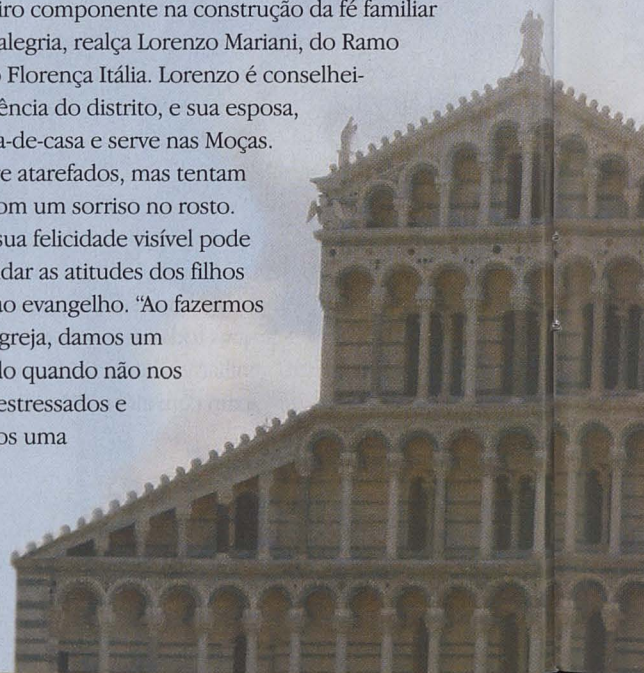 iro componente na construção da fé familiar
alegria, realça Lorenzo Mariani, do Ramo
Florença Itália. Lorenzo é conselhei-
ência do distrito, e sua esposa,
a-de-casa e serve nas Moças.
e atarefados, mas tentam
om um sorriso no rosto.
sua felicidade visível pode
dar as atitudes dos filhos
ao evangelho. “Ao fazermos
greja, damos um
do quando não nos
estressados e
os uma